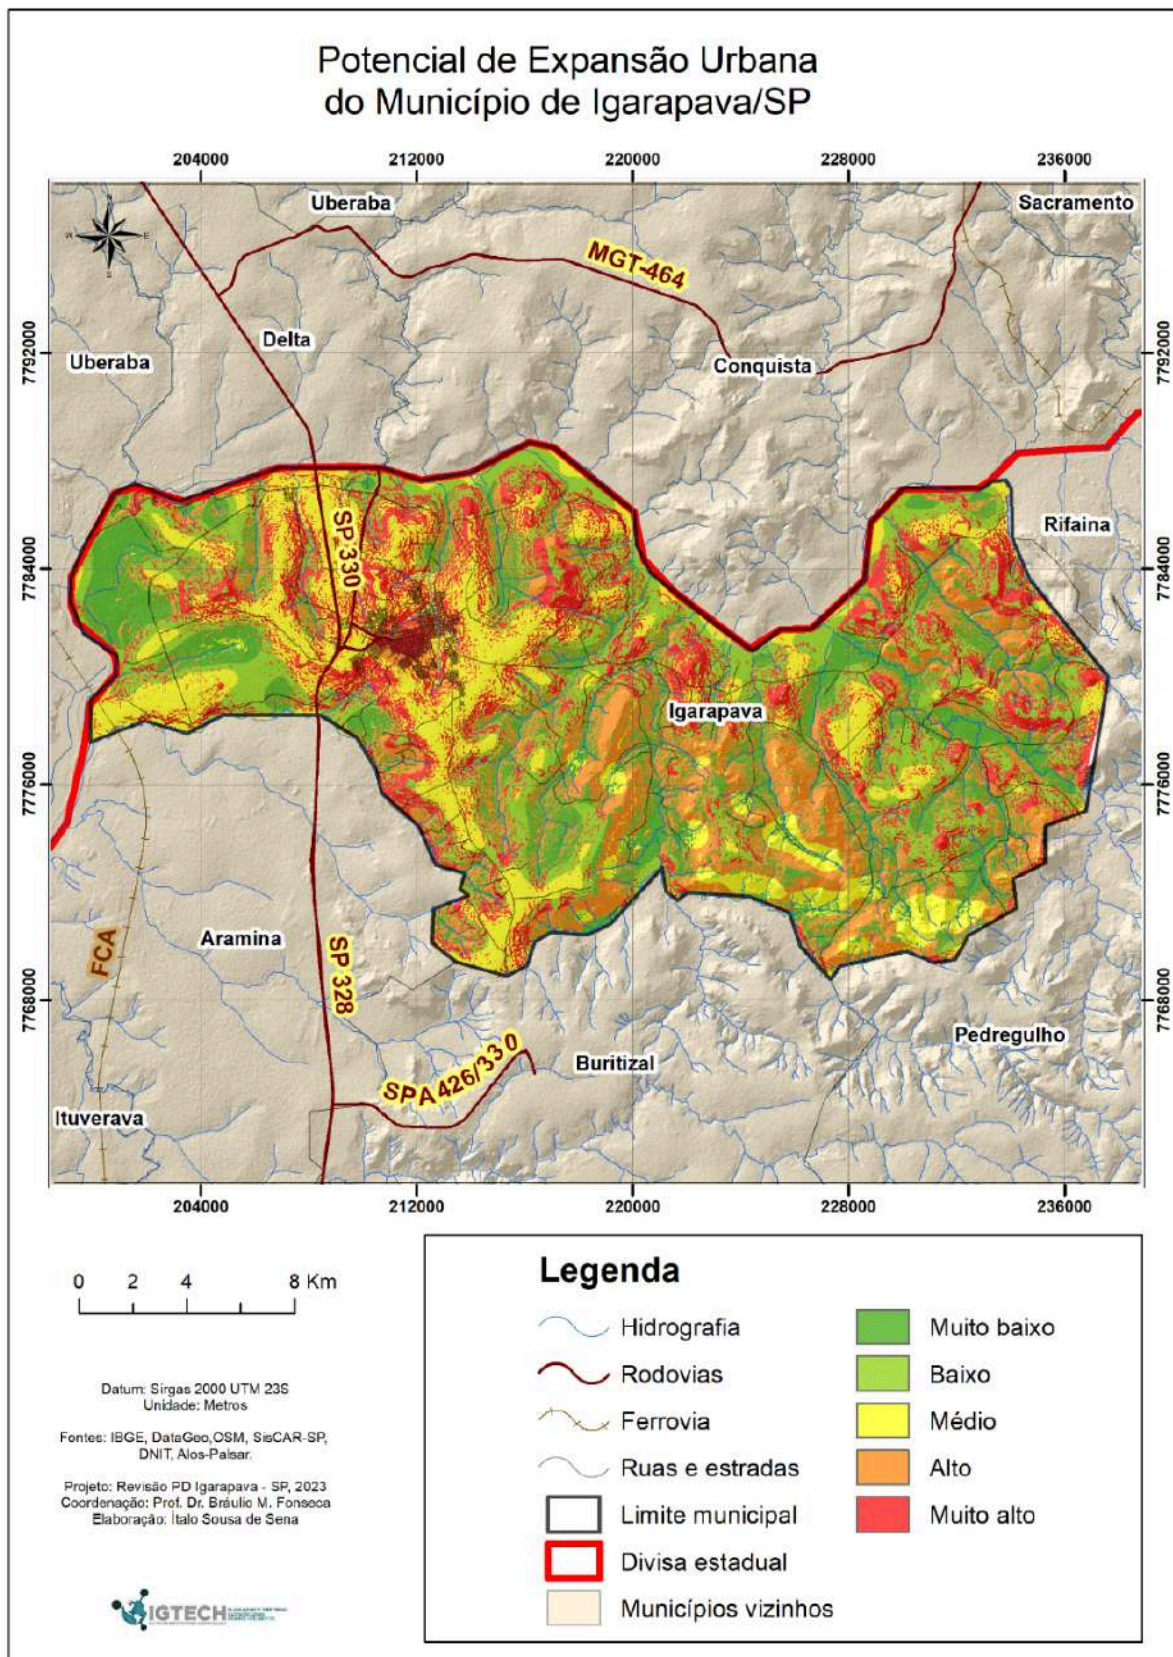 Potencial de Expansão Urbana
do Município de Igarapava/SP
204000
212000
220000
228000
236000
N
W
E
S
Uberaba
Sacramento
MGT-464
Delta
7792000
Uberaba
Conquista
7792000
SP-330
Rifaina
7784000
7784000
Igarapava
7776000
7776000
FCA
Aramina
SP 328
7768000
7768000
Pedregulho
SPA 426/330
Buritizal
Ituverava
204000
212000
220000
228000
236000
0 2 4 8 Km
Datum: Sirgas 2000 UTM 23S
Unidade: Metros
Fontes: IBGE, DataGeo,OSM, SisCAR-SP,
DNIT, Alos-Palsar.
Projeto: Revisão PD Igarapava - SP, 2023
Coordenação: Prof. Dr. Bráulio M. Fonseca
Elaboração: Ítalo Sousa de Sena
IGTECH
Legenda
Hidrografia
Rodovias
Ferrovia
Ruas e estradas
Limite municipal
Divisa estadual
Municípios vizinhos
Muito baixo
Baixo
Médio
Alto
Muito alto